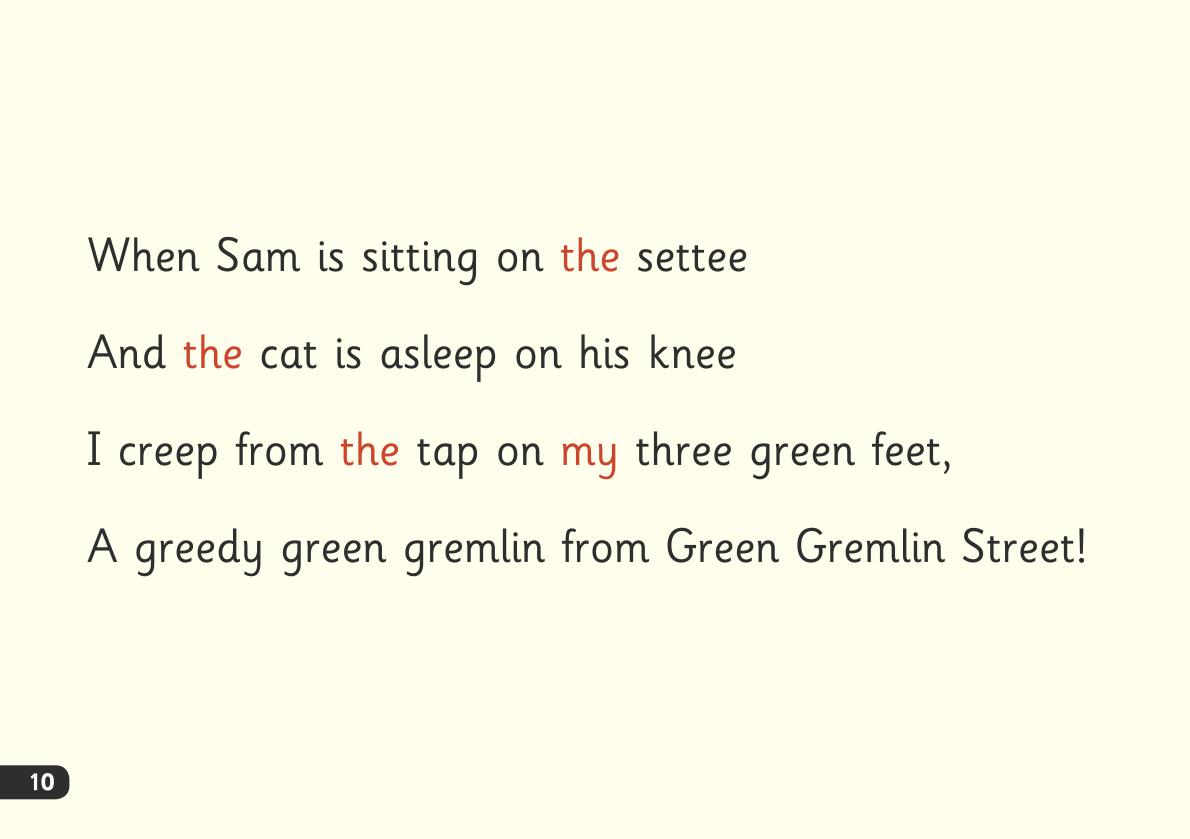 When Sam is sitting on the settee
And the cat is asleep on his knee
I creep from the tap on my three green feet,
A greedy green gremlin from Green Gremlin Street!
10